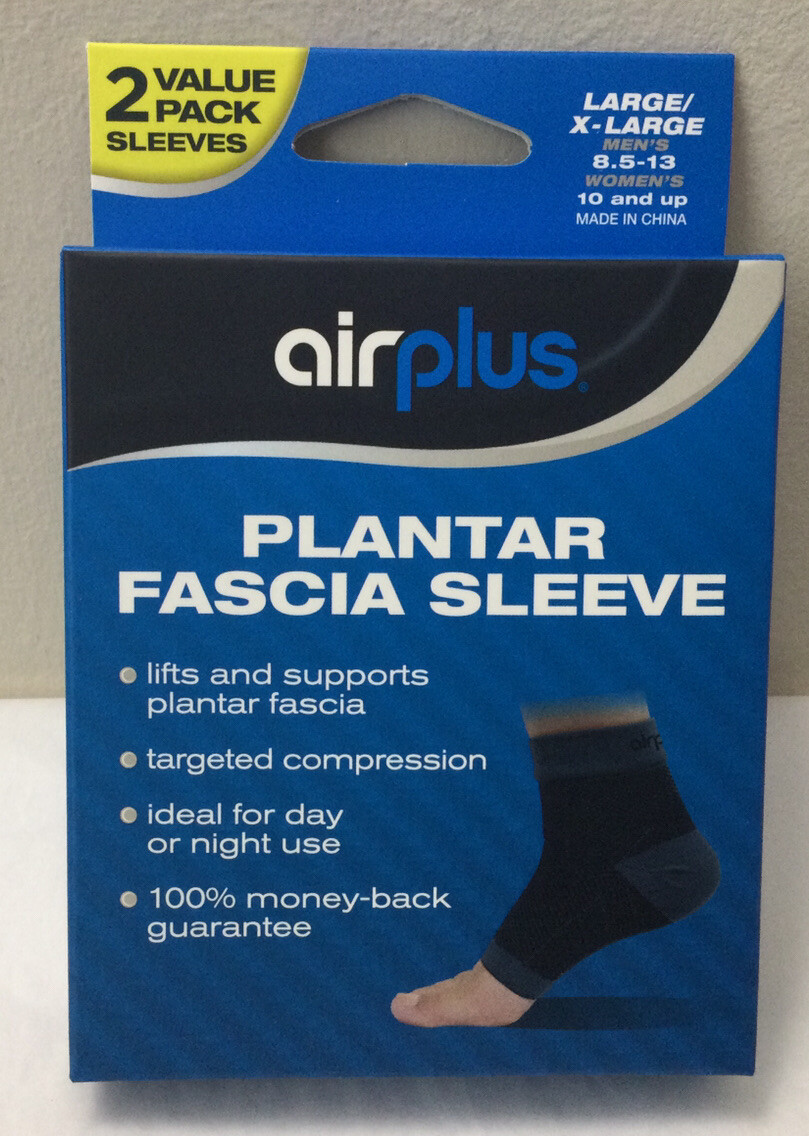 2 VALUE
PACK
SLEEVES
LARGE/
X-LARGE
MEN'S
8.5-13
WOMEN'S
10 and up
MADE IN CHINA
airplus®
PLANTAR
FASCIA SLEEVE
lifts and supports
plantar fascia
targeted compression
ideal for day
or night use
100% money-back
guarantee
airp